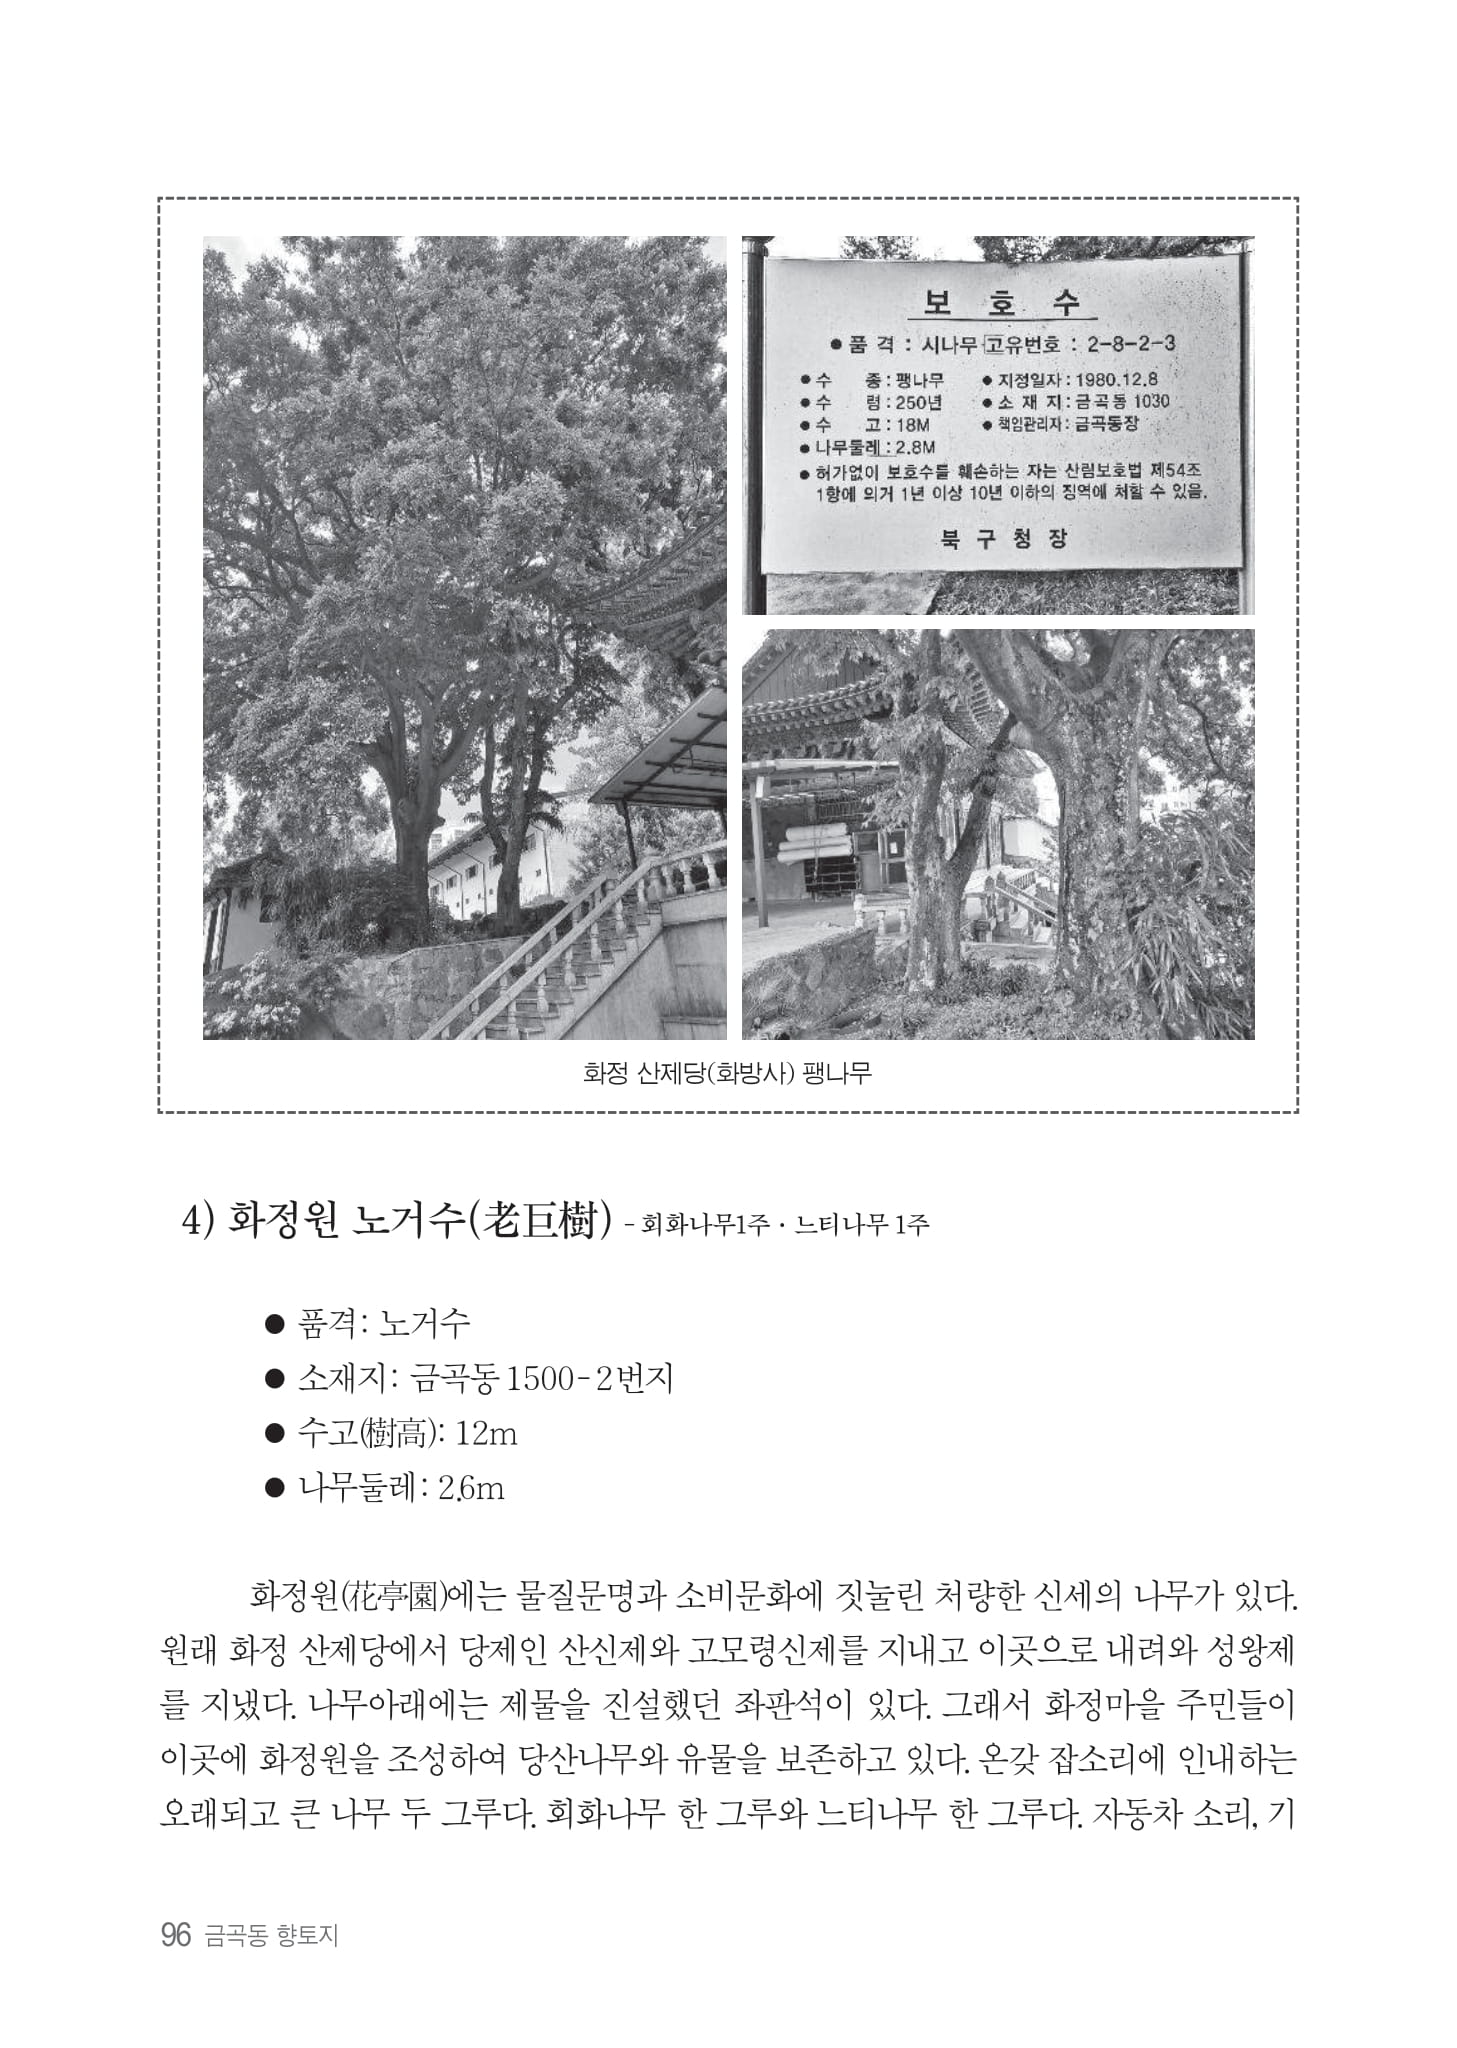 보 호 수
● 품 격 : 시나무 고유번호 : 2-8-2-3
● 수 종 : 팽나무 ● 지정일자 : 1980.12.8
● 수 령 : 250년 ● 소 재 지 : 금곡동 1030
● 수 고 : 18M ● 책임관리자 : 금곡동장
● 나무둘레 : 2.8M
● 허가없이 보호수를 훼손하는 자는 산림보호법 제54조
1항에 의거 1년 이상 10년 이하의 징역에 처할 수 있음.
북 구 청 장
화정 산제당(화방사) 팽나무
4) 화정원 노거수(老巨樹) - 회화나무1주 · 느티나무 1주
● 품격: 노거수
● 소재지: 금곡동 1500-2번지
● 수고(樹高): 12m
● 나무둘레: 2.6m
화정원(花亭園)에는 물질문명과 소비문화에 짓눌린 처량한 신세의 나무가 있다.
원래 화정 산제당에서 당제인 산신제와 고모령신제를 지내고 이곳으로 내려와 성왕제
를 지냈다. 나무아래에는 제물을 진설했던 좌판석이 있다. 그래서 화정마을 주민들이
이곳에 화정원을 조성하여 당산나무와 유물을 보존하고 있다. 온갖 잡소리에 인내하는
오래되고 큰 나무 두 그루다. 회화나무 한 그루와 느티나무 한 그루다. 자동차 소리, 기
96 금곡동 향토지